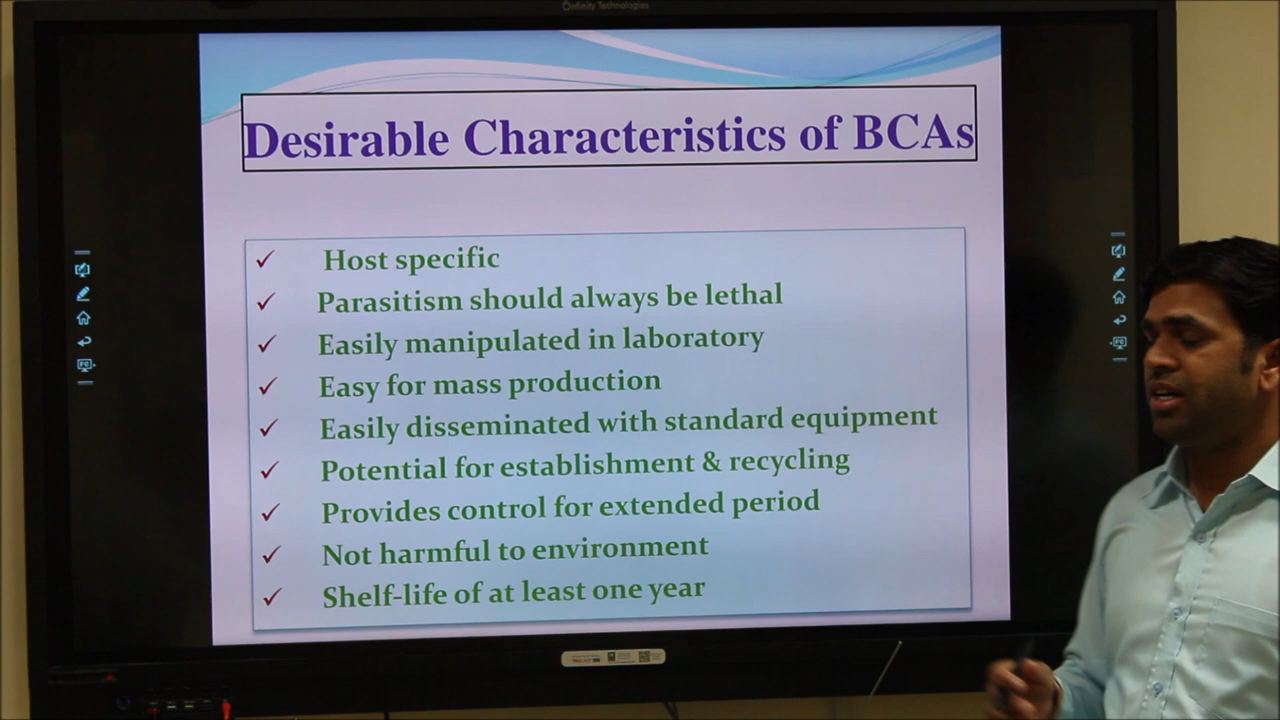 Onfinity Technologies
Desirable Characteristics of BCAs
✓ Host specific
✓ Parasitism should always be lethal
✓ Easily manipulated in laboratory
✓ Easy for mass production
✓ Easily disseminated with standard equipment
✓ Potential for establishment & recycling
✓ Provides control for extended period
✓ Not harmful to environment
✓ Shelf-life of at least one year